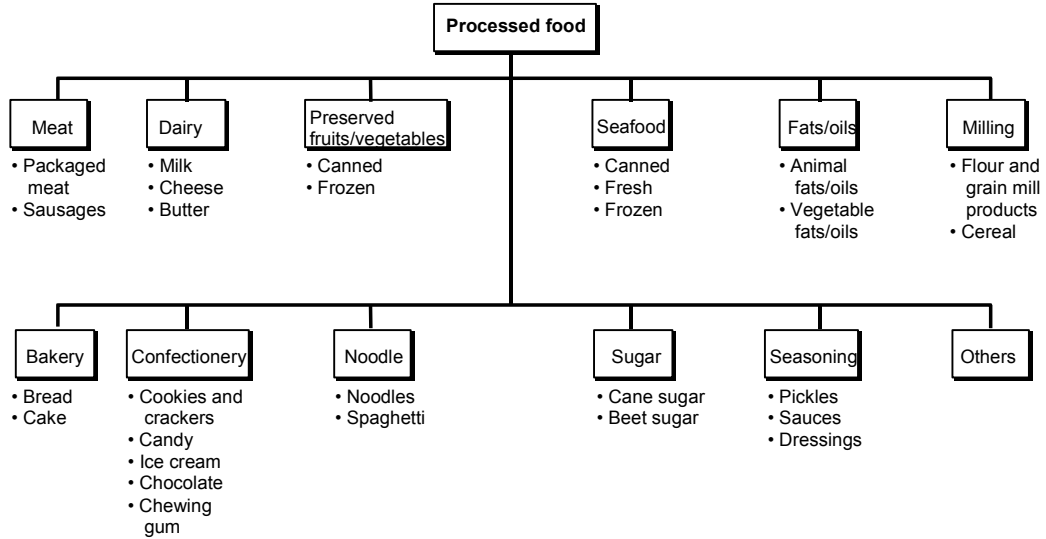 Processed food
Meat
• Packaged
meat
• Sausages
Dairy
• Milk
• Cheese
• Butter
Preserved
fruits/vegetables
• Canned
• Frozen
Seafood
• Canned
• Fresh
• Frozen
Fats/oils
• Animal
fats/oils
• Vegetable
fats/oils
Milling
• Flour and
grain mill
products
• Cereal
Bakery
• Bread
• Cake
Confectionery
• Cookies and
crackers
• Candy
• Ice cream
• Chocolate
• Chewing
gum
Noodle
• Noodles
• Spaghetti
Sugar
• Cane sugar
• Beet sugar
Seasoning
• Pickles
• Sauces
• Dressings
Others